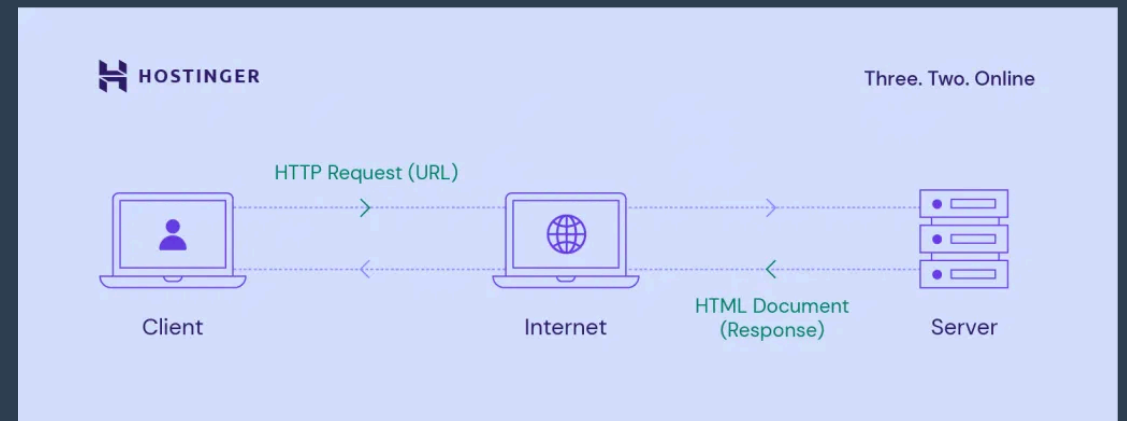 HOSTINGER
Three. Two. Online
HTTP Request (URL)
HTML Document
(Response)
Client
Internet
Server